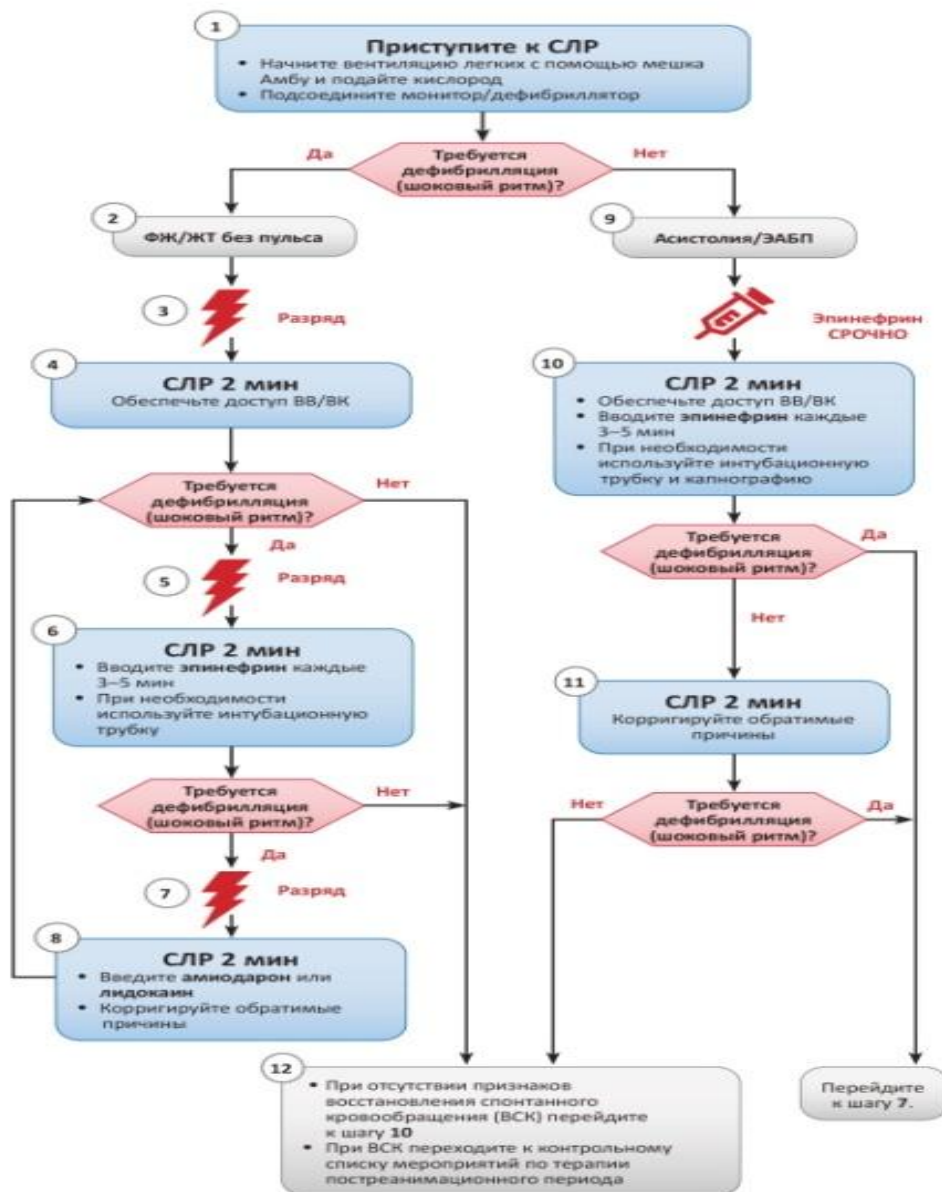 1
Приступите к СЛР
• Начните вентиляцию легких с помощью мешка
Амбу и подайте кислород
• Подсоедините монитор/дефибриллятор
Да
Требуется
дефибрилляция
(шоковый ритм)?
Нет
2
ФЖ/ЖТ без пульса
9
Асистолия/ЭАБП
3
Разряд
Эпинефрин
СРОЧНО
4
СЛР 2 мин
Обеспечьте доступ ВВ/ВК
10
СЛР 2 мин
• Обеспечьте доступ ВВ/ВК
• Вводите эпинефрин каждые
3–5 мин
• При необходимости
используйте интубационную
трубку и капнографию
Требуется
дефибрилляция
(шоковый ритм)?
Нет
Да
Требуется
дефибрилляция
(шоковый ритм)?
Да
Нет
5
Разряд
6
СЛР 2 мин
• Вводите эпинефрин каждые
3–5 мин
• При необходимости
используйте интубационную
трубку
11
СЛР 2 мин
Корригируйте обратимые
причины
Требуется
дефибрилляция
(шоковый ритм)?
Нет
Да
Нет
Требуется
дефибрилляция
(шоковый ритм)?
Да
7
Разряд
8
СЛР 2 мин
• Введите амиодарон или
лидокаин
• Корригируйте обратимые
причины
12
• При отсутствии признаков
восстановления спонтанного
кровообращения (ВСК) перейдите
к шагу 10
• При ВСК переходите к контрольному
списку мероприятий по терапии
постреанимационного периода
Перейдите
к шагу 7.